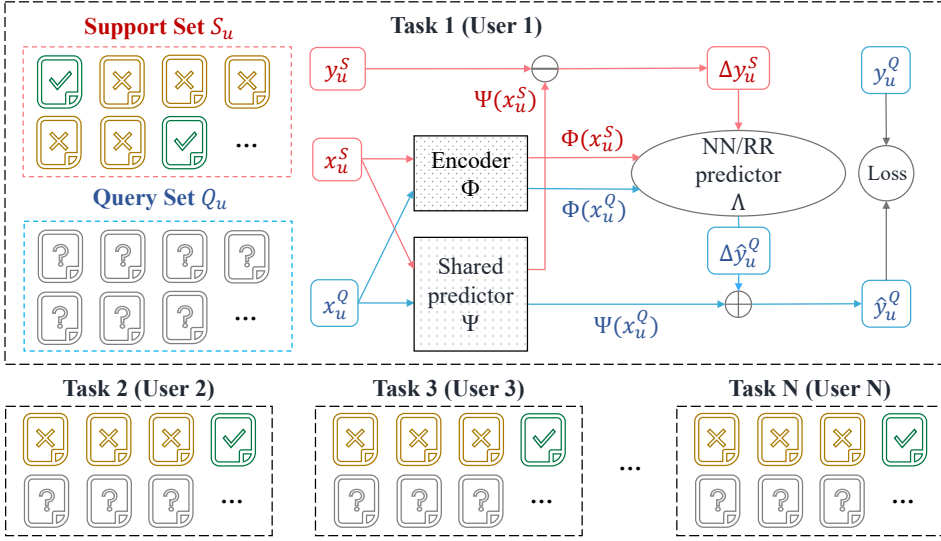 Support Set S_u
Task 1 (User 1)
y_u^S
Δy_u^S
y_u^Q
Ψ(x_u^S)
...
x_u^S
Encoder
Φ
Φ(x_u^S)
Φ(x_u^Q)
NN/RR
predictor
Λ
Loss
Query Set Q_u
? ? ? ?
? ? ? ...
x_u^Q
Shared
predictor
Ψ
Ψ(x_u^Q)
Δŷ_u^Q
ŷ_u^Q
Task 2 (User 2)
? ? ? ...
Task 3 (User 3)
? ? ? ...
...
Task N (User N)
? ? ? ...